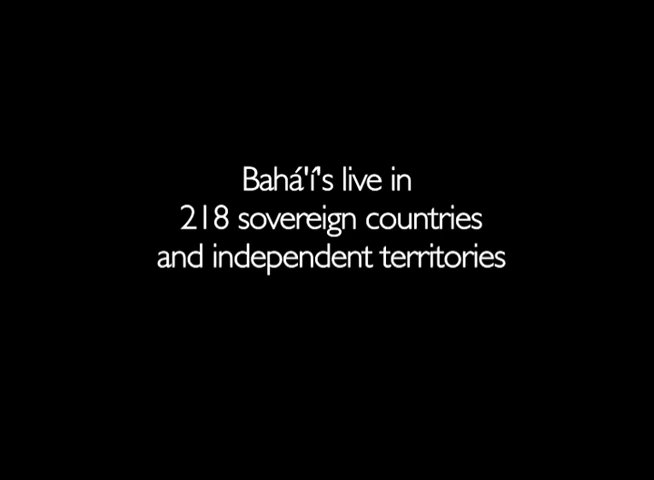 Bahá'í's live in
218 sovereign countries
and independent territories